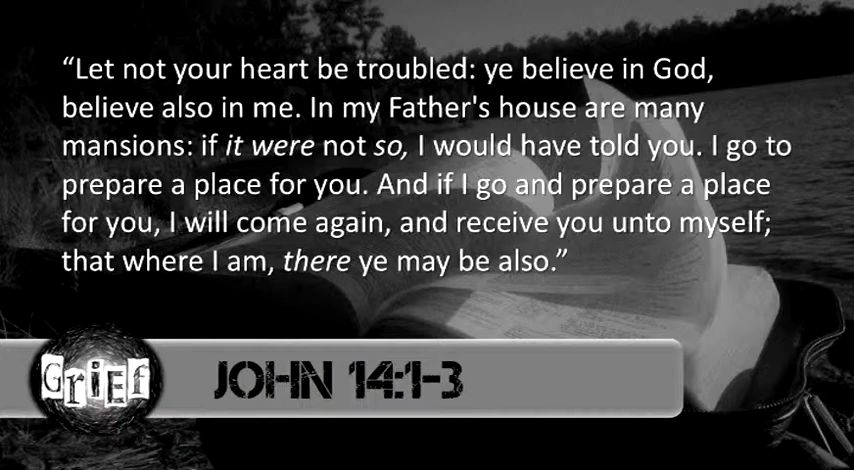 “Let not your heart be troubled: ye believe in God,
believe also in me. In my Father's house are many
mansions: if it were not so, I would have told you. I go to
prepare a place for you. And if I go and prepare a place
for you, I will come again, and receive you unto myself;
that where I am, there ye may be also.”
GriEf
JOHN 14:1-3